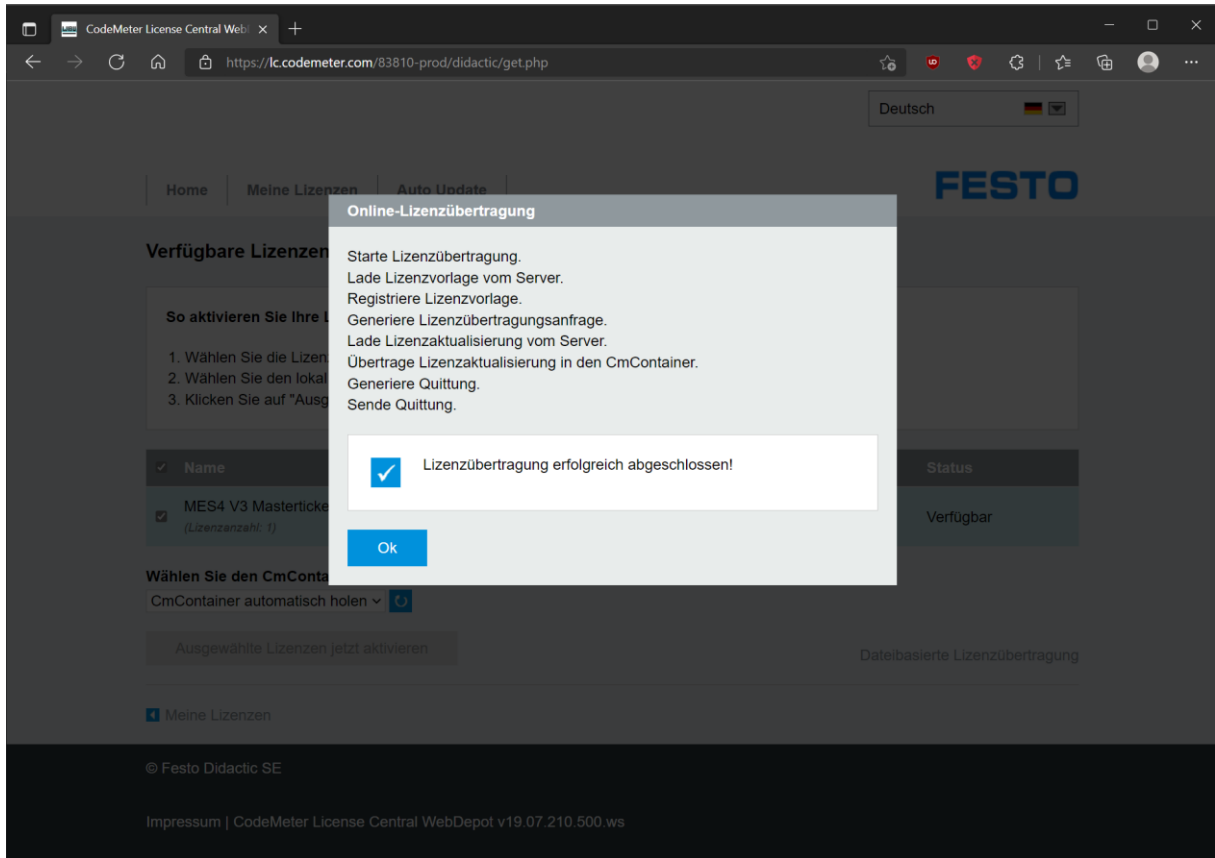 CodeMeter License Central Web
https://lc.codemeter.com/83810-prod/didactic/get.php
Deutsch
Home Meine Lizenzen Auto Update
FESTO
Online-Lizenzübertragung
Verfügbare Lizenzen
Starte Lizenzübertragung.
Lade Lizenzvorlage vom Server.
Registriere Lizenzvorlage.
Generiere Lizenzübertragungsanfrage.
Lade Lizenzaktualisierung vom Server.
Übertrage Lizenzaktualisierung in den CmContainer.
Generiere Quittung.
Sende Quittung.
So aktivieren Sie Ihre L
1. Wählen Sie die Lizen
2. Wählen Sie den lokal
3. Klicken Sie auf "Ausg
Lizenzübertragung erfolgreich abgeschlossen!
Ok
Name Status
MES4 V3 Masterticke Verfügbar
(Lizenzanzahl: 1)
Wählen Sie den CmConta
CmContainer automatisch holen
Ausgewählte Lizenzen jetzt aktivieren
Dateibasierte Lizenzübertragung
Meine Lizenzen
© Festo Didactic SE
Impressum | CodeMeter License Central WebDepot v19.07.210.500.ws